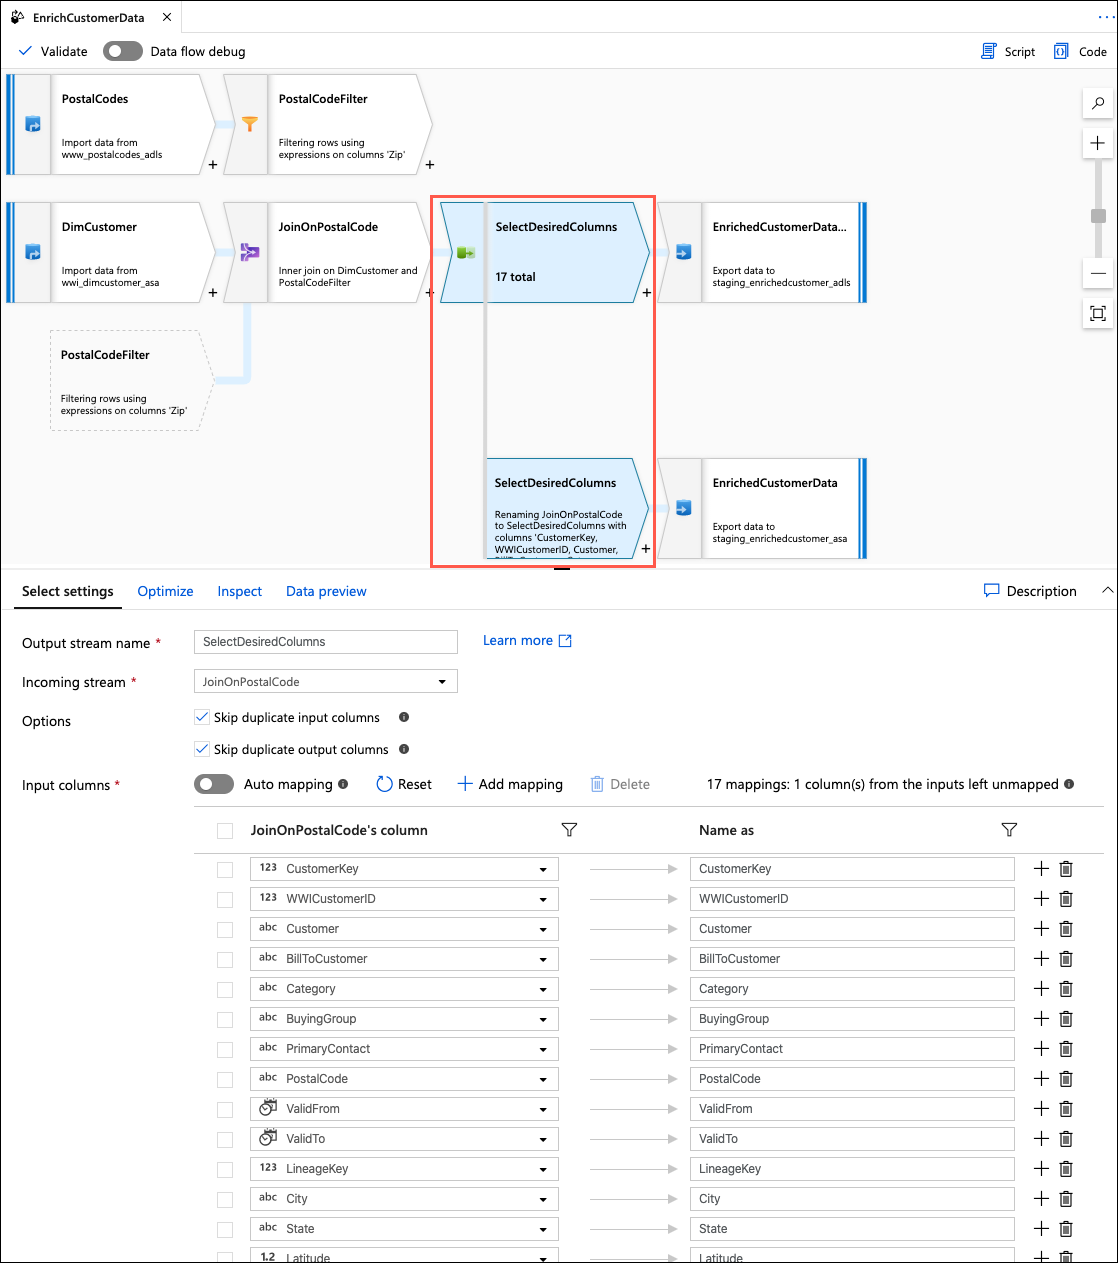 EnrichCustomerData
Validate
Data flow debug
Script
Code
PostalCodes
Import data from
www_postalcodes_adls
+
PostalCodeFilter
Filtering rows using
expressions on columns 'Zip'
+
DimCustomer
Import data from
wwi_dimcustomer_asa
+
JoinOnPostalCode
Inner join on DimCustomer and
PostalCodeFilter
+
SelectDesiredColumns
17 total
+
EnrichedCustomerData...
Export data to
staging_enrichedcustomer_adls
PostalCodeFilter
Filtering rows using
expressions on columns 'Zip'
SelectDesiredColumns
Renaming JoinOnPostalCode
to SelectDesiredColumns with
columns 'CustomerKey,
WWICustomerID, Customer,
+
EnrichedCustomerData
Export data to
staging_enrichedcustomer_asa
Select settings
Optimize
Inspect
Data preview
Description
Output stream name *
SelectDesiredColumns
Learn more
Incoming stream *
JoinOnPostalCode
Options
Skip duplicate input columns
Skip duplicate output columns
Input columns *
Auto mapping
Reset
Add mapping
Delete
17 mappings: 1 column(s) from the inputs left unmapped
JoinOnPostalCode's column
Name as
123 CustomerKey
CustomerKey
123 WWICustomerID
WWICustomerID
abc Customer
Customer
abc BillToCustomer
BillToCustomer
abc Category
Category
abc BuyingGroup
BuyingGroup
abc PrimaryContact
PrimaryContact
abc PostalCode
PostalCode
ValidFrom
ValidFrom
ValidTo
ValidTo
123 LineageKey
LineageKey
abc City
City
abc State
State
1.2 Latitude
Latitude